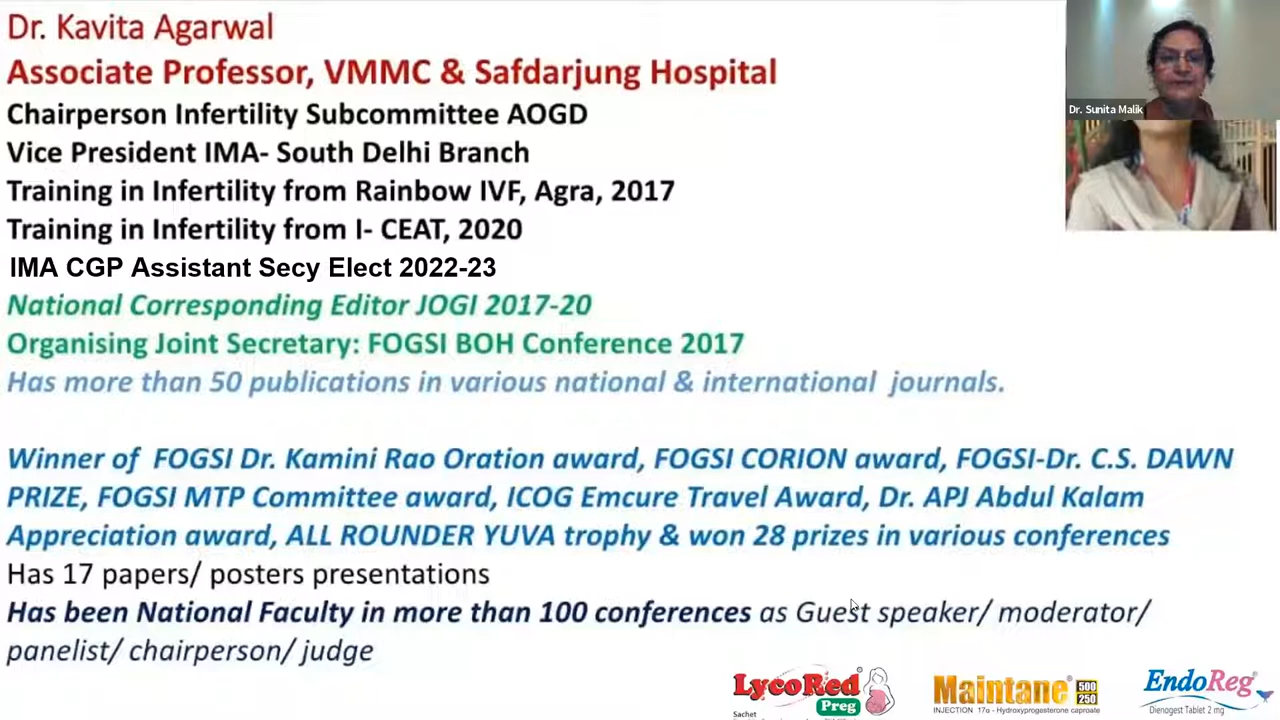 Dr. Kavita Agarwal
Associate Professor, VMMC & Safdarjung Hospital
Chairperson Infertility Subcommittee AOGD
Vice President IMA- South Delhi Branch
Training in Infertility from Rainbow IVF, Agra, 2017
Training in Infertility from I- CEAT, 2020
IMA CGP Assistant Secy Elect 2022-23
National Corresponding Editor JOGI 2017-20
Organising Joint Secretary: FOGSI BOH Conference 2017
Has more than 50 publications in various national & international journals.
Winner of FOGSI Dr. Kamini Rao Oration award, FOGSI CORION award, FOGSI-Dr. C.S. DAWN
PRIZE, FOGSI MTP Committee award, ICOG Emcure Travel Award, Dr. APJ Abdul Kalam
Appreciation award, ALL ROUNDER YUVA trophy & won 28 prizes in various conferences
Has 17 papers/ posters presentations
Has been National Faculty in more than 100 conferences as Guest speaker/ moderator/
panelist/ chairperson/ judge
Dr. Sunita Malik
LycoRed®
Preg
Sachet
Maintane® 500 250
INJECTION 17α - Hydroxyprogesterone caproate
EndoReg™
Dienogest Tablet 2 mg